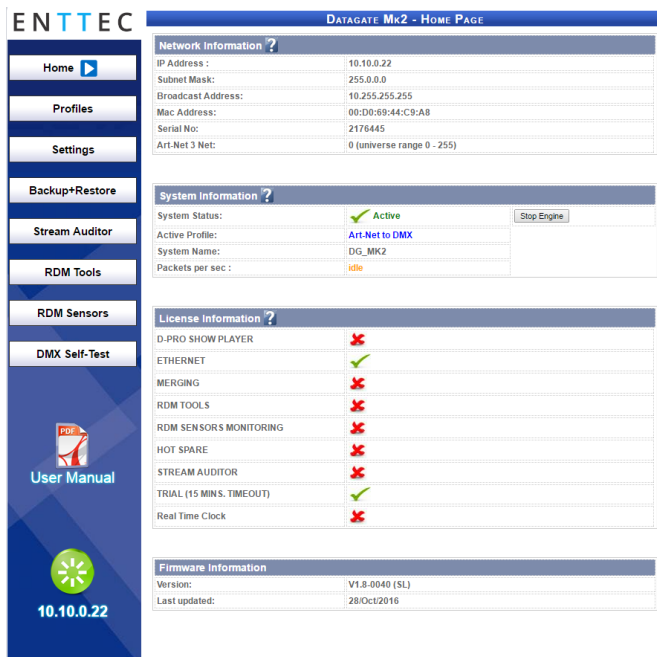 ENTTEC
DATAGATE MK2 - HOME PAGE
Home
Profiles
Settings
Backup+Restore
Stream Auditor
RDM Tools
RDM Sensors
DMX Self-Test
PDF
User Manual
10.10.0.22
Network Information ?
IP Address : 10.10.0.22
Subnet Mask: 255.0.0.0
Broadcast Address: 10.255.255.255
Mac Address: 00:D0:69:44:C9:A8
Serial No: 2176445
Art-Net 3 Net: 0 (universe range 0 - 255)
System Information ?
System Status: Active Stop Engine
Active Profile: Art-Net to DMX
System Name: DG_MK2
Packets per sec : idle
License Information ?
D-PRO SHOW PLAYER
ETHERNET
MERGING
RDM TOOLS
RDM SENSORS MONITORING
HOT SPARE
STREAM AUDITOR
TRIAL (15 MINS. TIMEOUT)
Real Time Clock
Firmware Information
Version: V1.8-0040 (SL)
Last updated: 28/Oct/2016